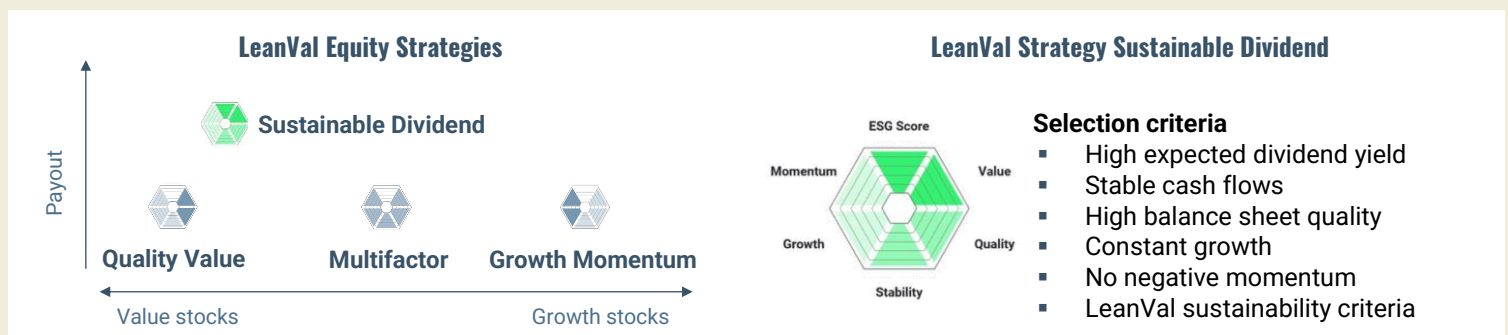 LeanVal Equity Strategies
Payout
Sustainable Dividend
Quality Value
Multifactor
Growth Momentum
Value stocks
Growth stocks
LeanVal Strategy Sustainable Dividend
ESG Score
Momentum
Value
Growth
Quality
Stability
Selection criteria
▪ High expected dividend yield
▪ Stable cash flows
▪ High balance sheet quality
▪ Constant growth
▪ No negative momentum
▪ LeanVal sustainability criteria